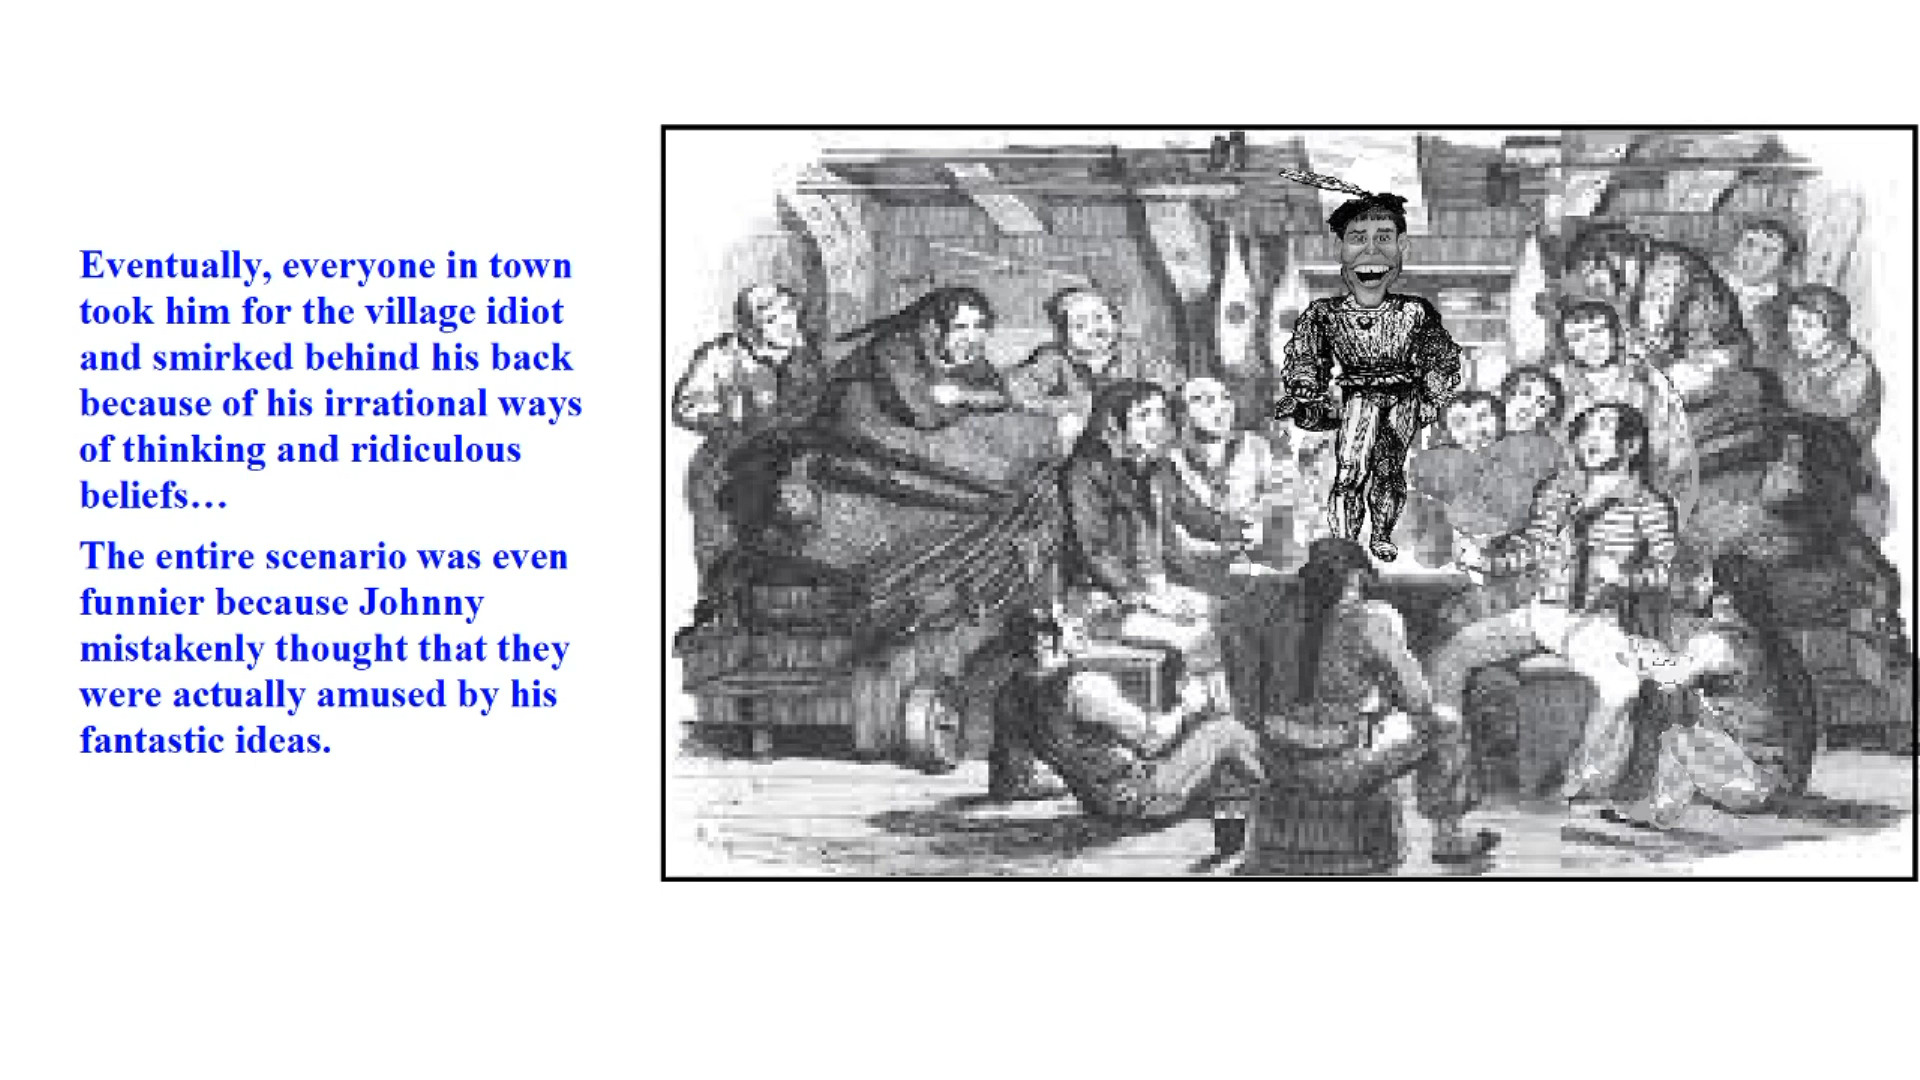 Eventually, everyone in town
took him for the village idiot
and smirked behind his back
because of his irrational ways
of thinking and ridiculous
beliefs…
The entire scenario was even
funnier because Johnny
mistakenly thought that they
were actually amused by his
fantastic ideas.